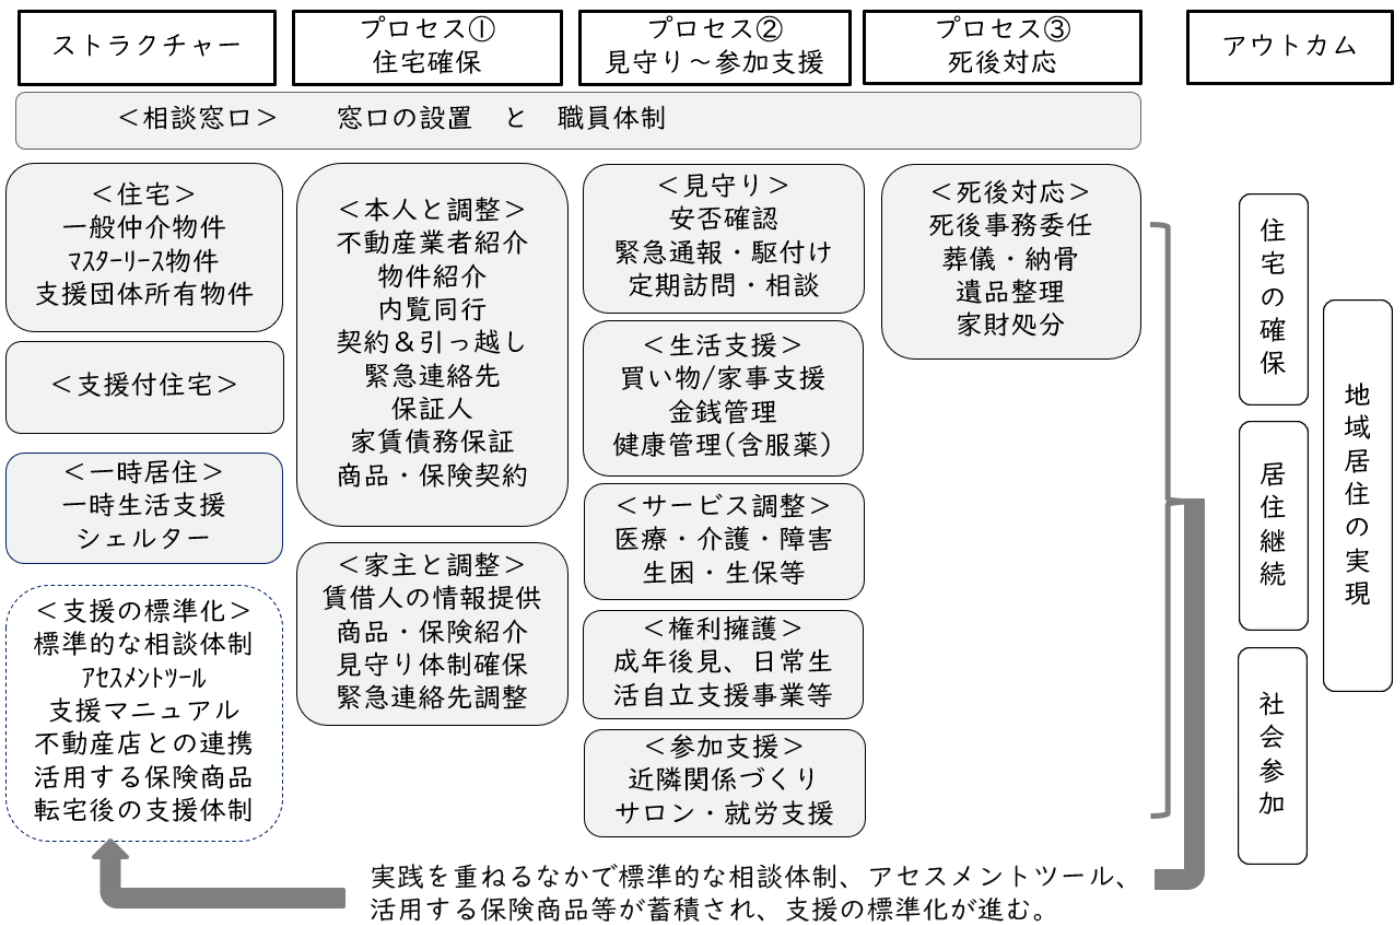 ストラクチャー
プロセス①
住宅確保
プロセス②
見守り～参加支援
プロセス③
死後対応
アウトカム
＜相談窓口＞　　窓口の設置　と　職員体制
＜住宅＞
一般仲介物件
ﾏｽﾀｰﾘｰｽ物件
支援団体所有物件
＜支援付住宅＞
＜一時居住＞
一時生活支援
シェルター
＜支援の標準化＞
標準的な相談体制
ｱｾｽﾒﾝﾄﾂｰﾙ
支援マニュアル
不動産店との連携
活用する保険商品
転宅後の支援体制
＜本人と調整＞
不動産業者紹介
物件紹介
内覧同行
契約＆引っ越し
緊急連絡先
保証人
家賃債務保証
商品・保険契約
＜家主と調整＞
賃借人の情報提供
商品・保険紹介
見守り体制確保
緊急連絡先調整
＜見守り＞
安否確認
緊急通報・駆付け
定期訪問・相談
＜生活支援＞
買い物/家事支援
金銭管理
健康管理(含服薬)
＜サービス調整＞
医療・介護・障害
生困・生保等
＜権利擁護＞
成年後見、日常生
活自立支援事業等
＜参加支援＞
近隣関係づくり
サロン・就労支援
＜死後対応＞
死後事務委任
葬儀・納骨
遺品整理
家財処分
住宅の確保
居住継続
社会参加
地域居住の実現
実践を重ねるなかで標準的な相談体制、アセスメントツール、
活用する保険商品等が蓄積され、支援の標準化が進む。